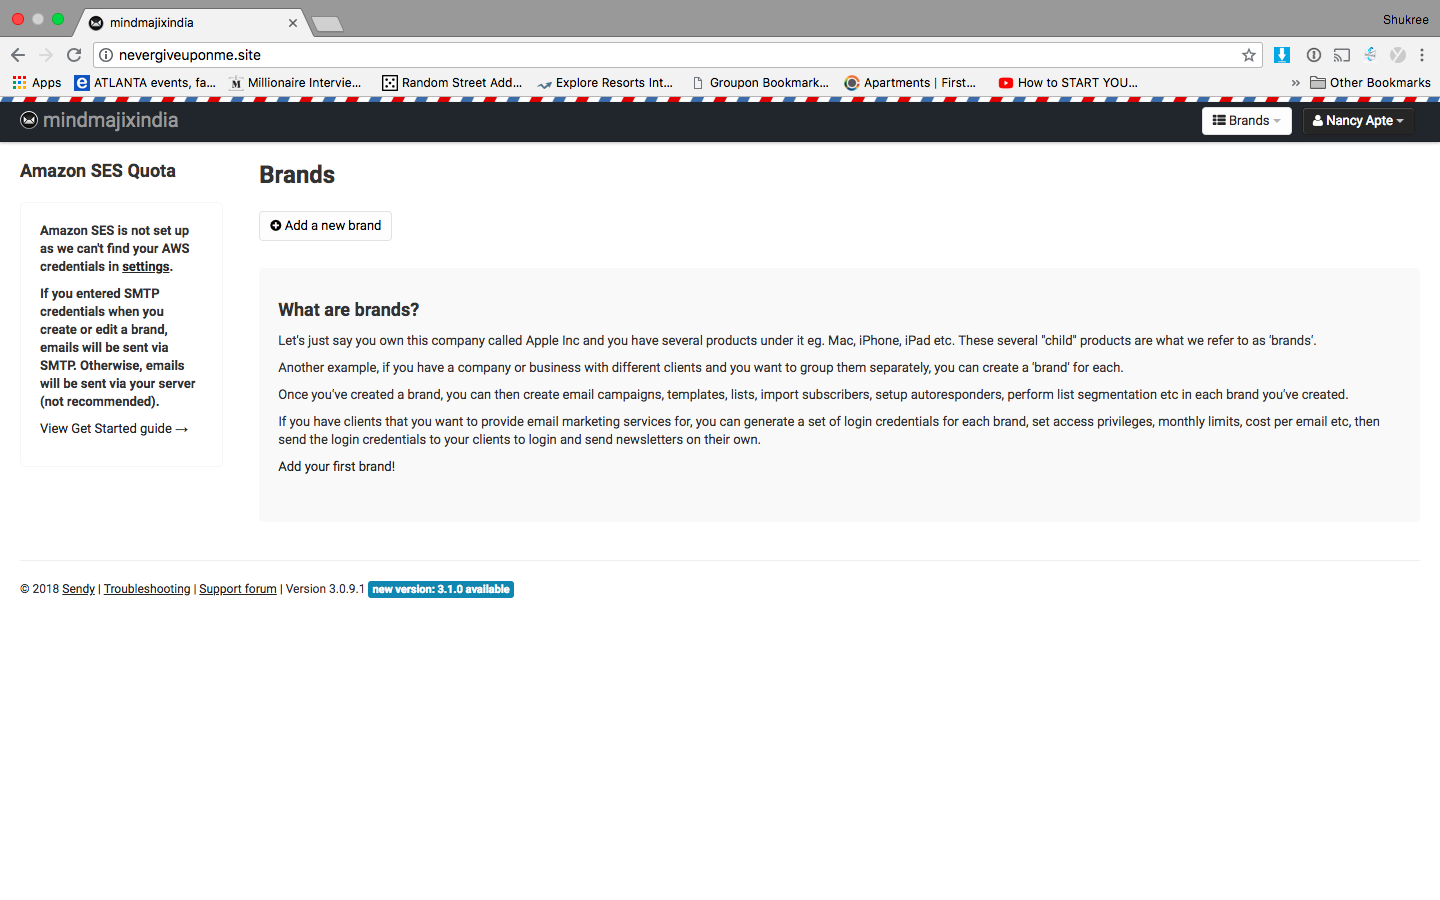 mindmajixindia
Shukree
nevergiveuponme.site
Apps
ATLANTA events, fa...
Millionaire Intervie...
Random Street Add...
Explore Resorts Int...
Groupon Bookmark...
Apartments | First...
How to START YOU...
»
Other Bookmarks
mindmajixindia
Brands
Nancy Apte
Amazon SES Quota
Amazon SES is not set up
as we can't find your AWS
credentials in settings.
If you entered SMTP
credentials when you
create or edit a brand,
emails will be sent via
SMTP. Otherwise, emails
will be sent via your server
(not recommended).
View Get Started guide →
Brands
Add a new brand
What are brands?
Let's just say you own this company called Apple Inc and you have several products under it eg. Mac, iPhone, iPad etc. These several "child" products are what we refer to as 'brands'.
Another example, if you have a company or business with different clients and you want to group them separately, you can create a 'brand' for each.
Once you've created a brand, you can then create email campaigns, templates, lists, import subscribers, setup autoresponders, perform list segmentation etc in each brand you've created.
If you have clients that you want to provide email marketing services for, you can generate a set of login credentials for each brand, set access privileges, monthly limits, cost per email etc, then
send the login credentials to your clients to login and send newsletters on their own.
Add your first brand!
© 2018 Sendy | Troubleshooting | Support forum | Version 3.0.9.1 new version: 3.1.0 available